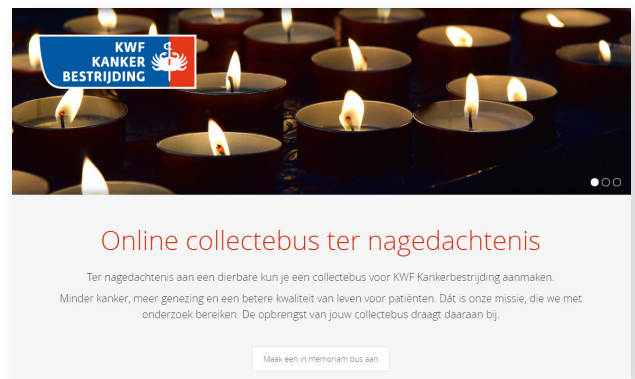 KWF
KANKER
BESTRIJDING
Online collectebus ter nagedachtenis
Ter nagedachtenis aan een dierbare kun je een collectebus voor KWF Kankerbestrijding aanmaken.
Minder kanker, meer genezing en een betere kwaliteit van leven voor patiënten. Dát is onze missie, die we met
onderzoek bereiken. De opbrengst van jouw collectebus draagt daaraan bij.
Maak een in memoriam bus aan